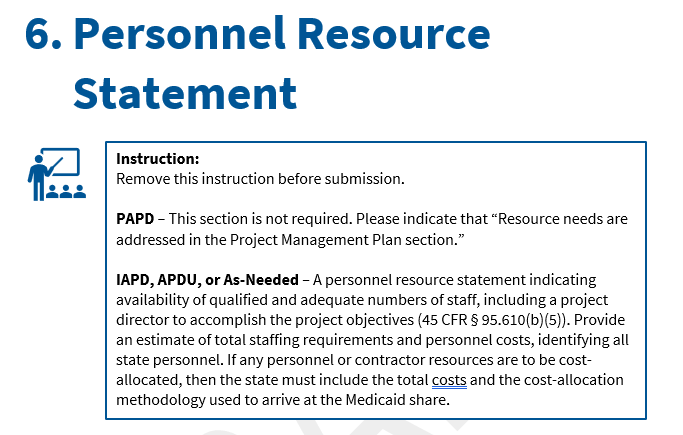 6. Personnel Resource
Statement
Instruction:
Remove this instruction before submission.
PAPD – This section is not required. Please indicate that “Resource needs are
addressed in the Project Management Plan section.”
IAPD, APDU, or As-Needed – A personnel resource statement indicating
availability of qualified and adequate numbers of staff, including a project
director to accomplish the project objectives (45 CFR § 95.610(b)(5)). Provide
an estimate of total staffing requirements and personnel costs, identifying all
state personnel. If any personnel or contractor resources are to be cost-
allocated, then the state must include the total costs and the cost-allocation
methodology used to arrive at the Medicaid share.